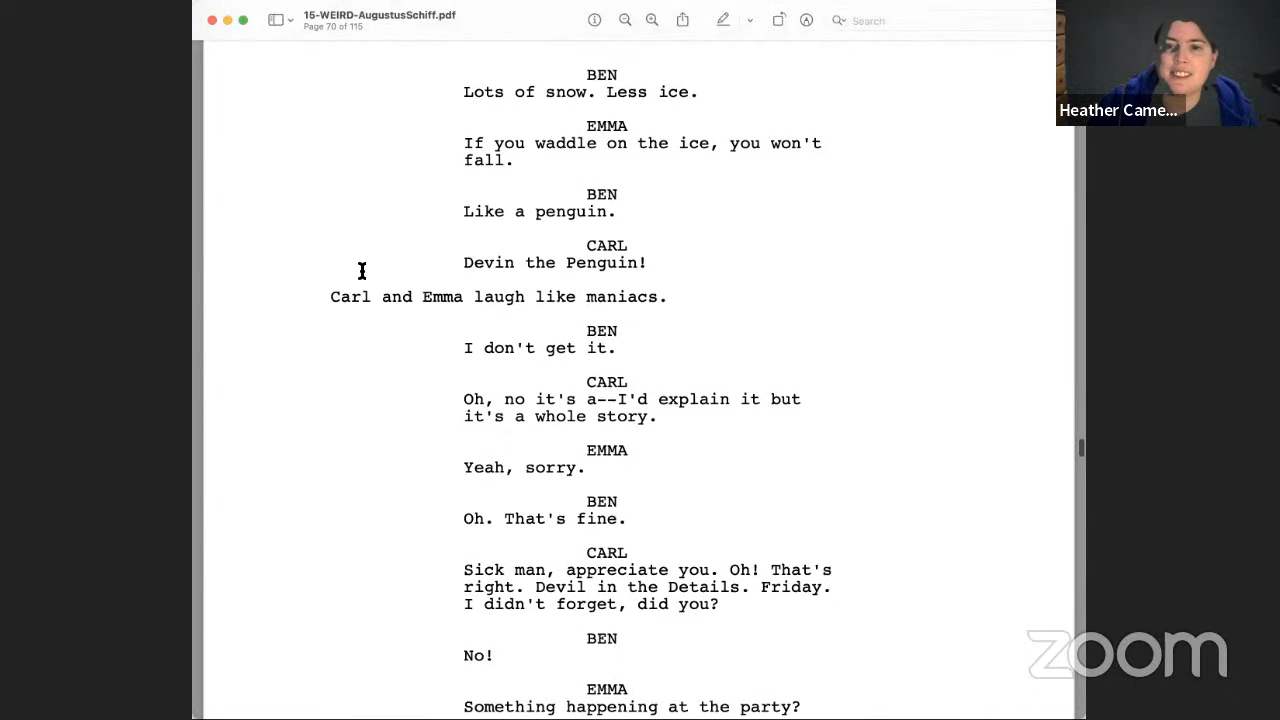 15-WEIRD-AugustusSchiff.pdf
Page 70 of 115
Search
Heather Came...
BEN
Lots of snow. Less ice.
EMMA
If you waddle on the ice, you won't
fall.
BEN
Like a penguin.
CARL
Devin the Penguin!
Carl and Emma laugh like maniacs.
BEN
I don't get it.
CARL
Oh, no it's a--I'd explain it but
it's a whole story.
EMMA
Yeah, sorry.
BEN
Oh. That's fine.
CARL
Sick man, appreciate you. Oh! That's
right. Devil in the Details. Friday.
I didn't forget, did you?
BEN
No!
EMMA
Something happening at the party?
zoom